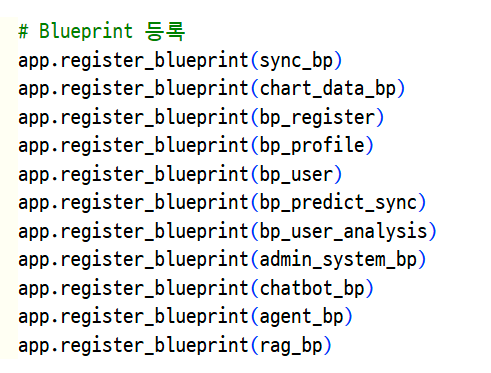 # Blueprint 등록
app.register_blueprint(sync_bp)
app.register_blueprint(chart_data_bp)
app.register_blueprint(bp_register)
app.register_blueprint(bp_profile)
app.register_blueprint(bp_user)
app.register_blueprint(bp_predict_sync)
app.register_blueprint(bp_user_analysis)
app.register_blueprint(admin_system_bp)
app.register_blueprint(chatbot_bp)
app.register_blueprint(agent_bp)
app.register_blueprint(rag_bp)